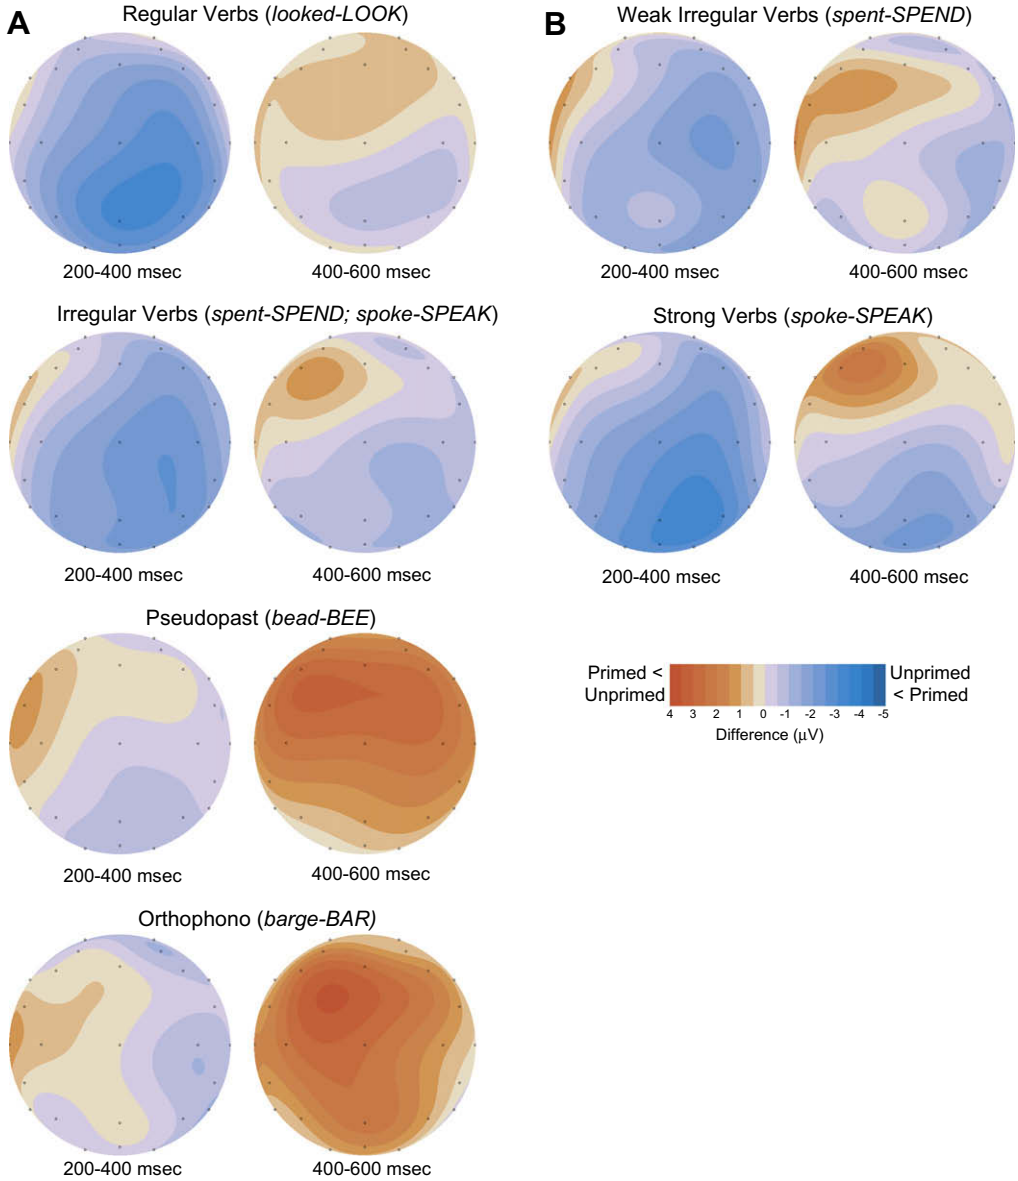 A
Regular Verbs (looked-LOOK)
200-400 msec
400-600 msec
Irregular Verbs (spent-SPEND; spoke-SPEAK)
200-400 msec
400-600 msec
Pseudopast (bead-BEE)
200-400 msec
400-600 msec
Orthophono (barge-BAR)
200-400 msec
400-600 msec
B
Weak Irregular Verbs (spent-SPEND)
200-400 msec
400-600 msec
Strong Verbs (spoke-SPEAK)
200-400 msec
400-600 msec
Primed <
Unprimed
Unprimed
< Primed
4 3 2 1 0 -1 -2 -3 -4 -5
Difference (µV)